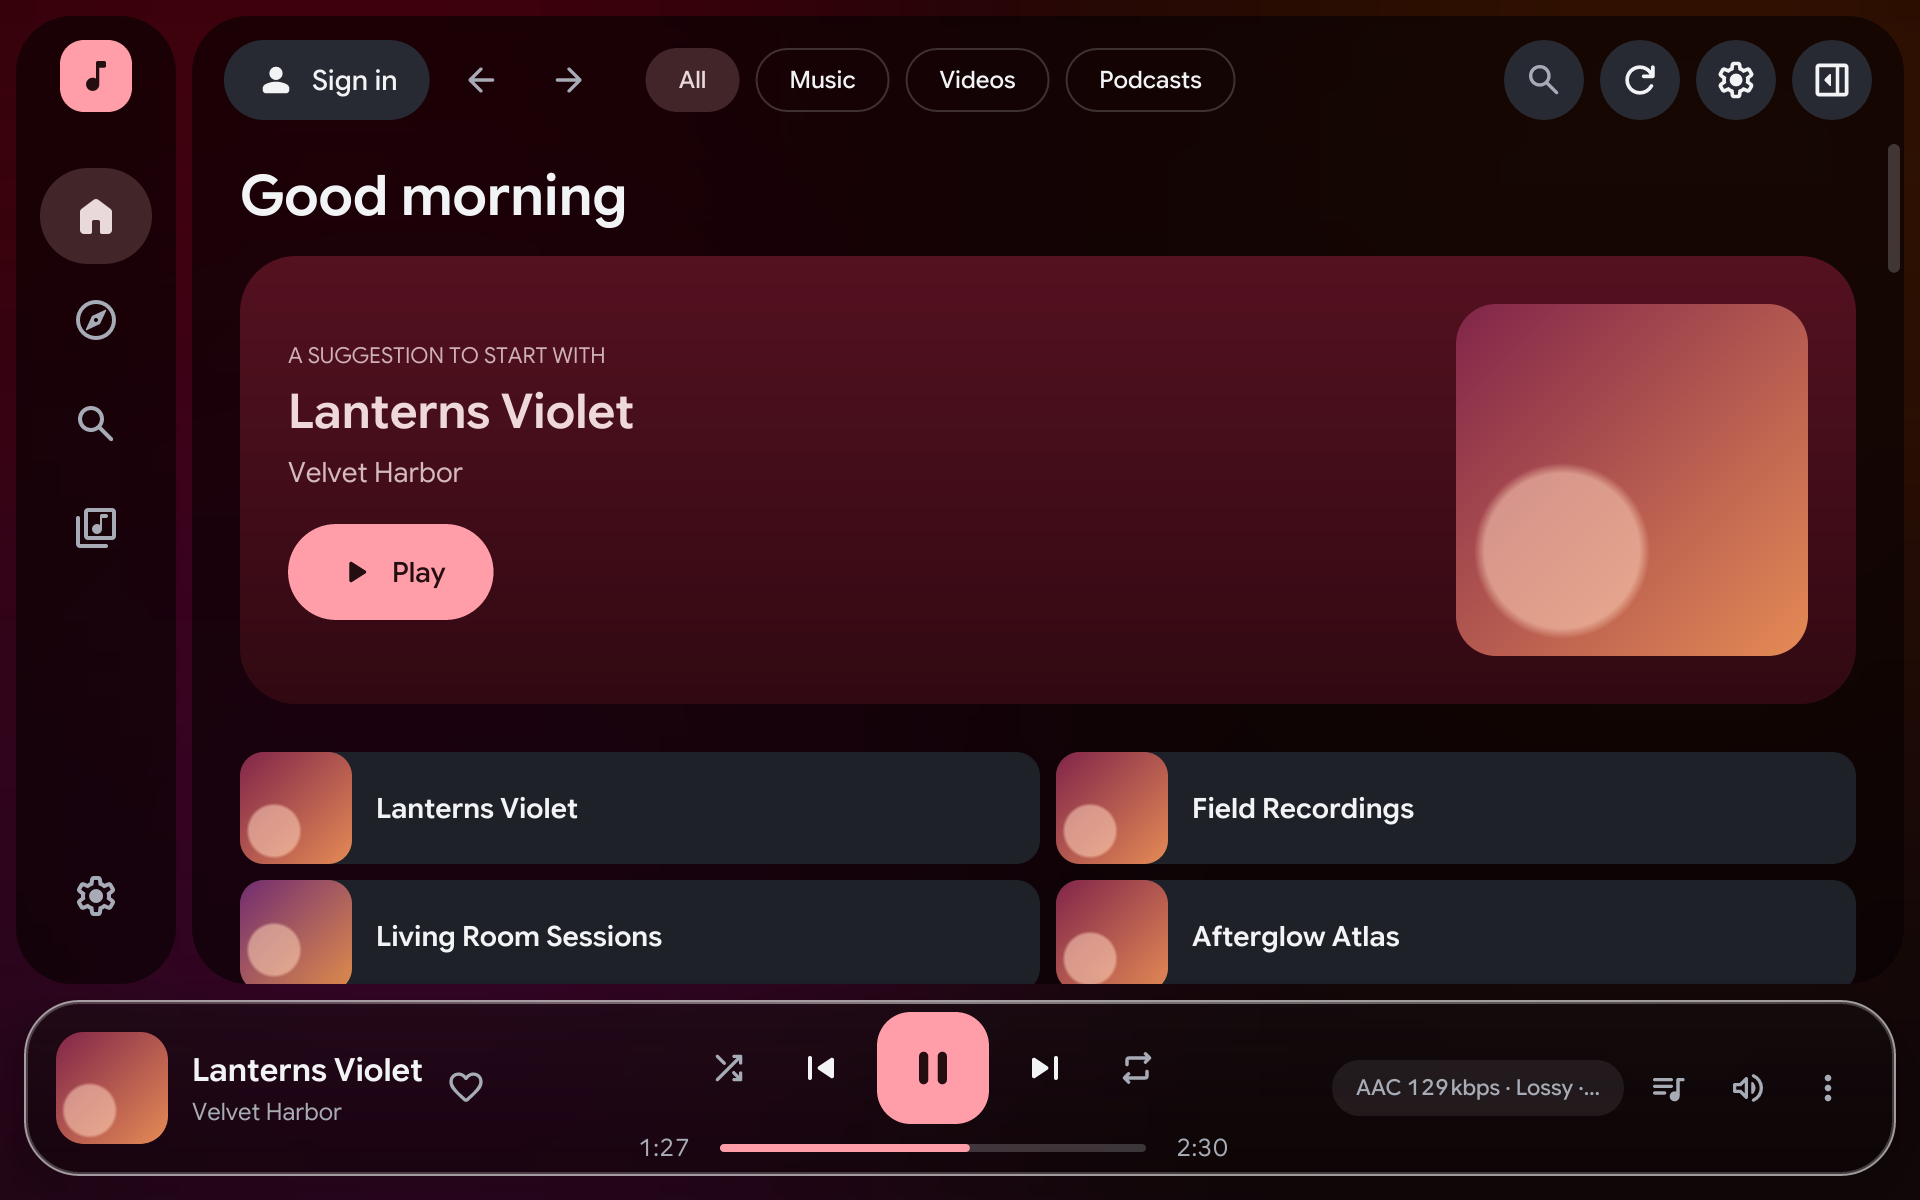 Sign in
All
Music
Videos
Podcasts
Good morning
A SUGGESTION TO START WITH
Lanterns Violet
Velvet Harbor
Play
Lanterns Violet
Field Recordings
Living Room Sessions
Afterglow Atlas
Lanterns Violet
Velvet Harbor
1:27
2:30
AAC 129kbps · Lossy ·...